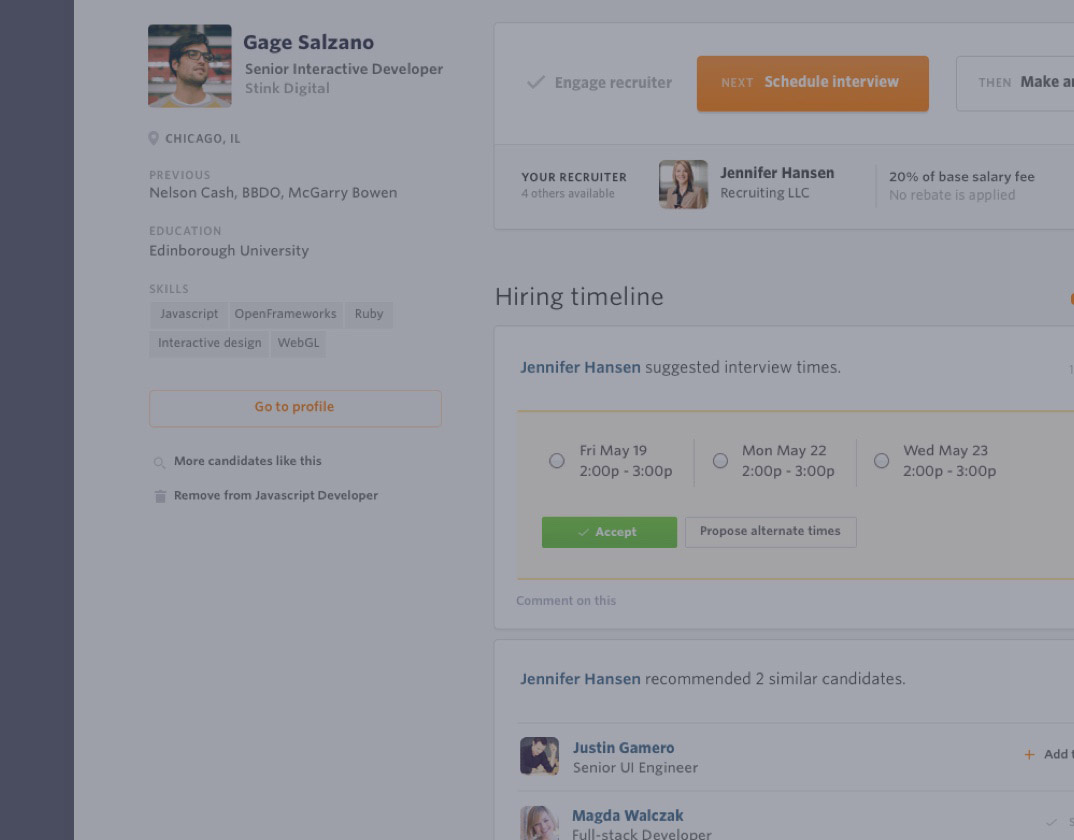 Gage Salzano
Senior Interactive Developer
Stink Digital
CHICAGO, IL
PREVIOUS
Nelson Cash, BBDO, McGarry Bowen
EDUCATION
Edinborough University
SKILLS
Javascript OpenFrameworks Ruby
Interactive design WebGL
Go to profile
More candidates like this
Remove from Javascript Developer
Engage recruiter
NEXT Schedule interview
THEN Make an
YOUR RECRUITER
4 others available
Jennifer Hansen
Recruiting LLC
20% of base salary fee
No rebate is applied
Hiring timeline
Jennifer Hansen suggested interview times.
Fri May 19
2:00p - 3:00p
Mon May 22
2:00p - 3:00p
Wed May 23
2:00p - 3:00p
Accept
Propose alternate times
Comment on this
Jennifer Hansen recommended 2 similar candidates.
Justin Gamero
Senior UI Engineer
Add
Magda Walczak
Full-stack Developer